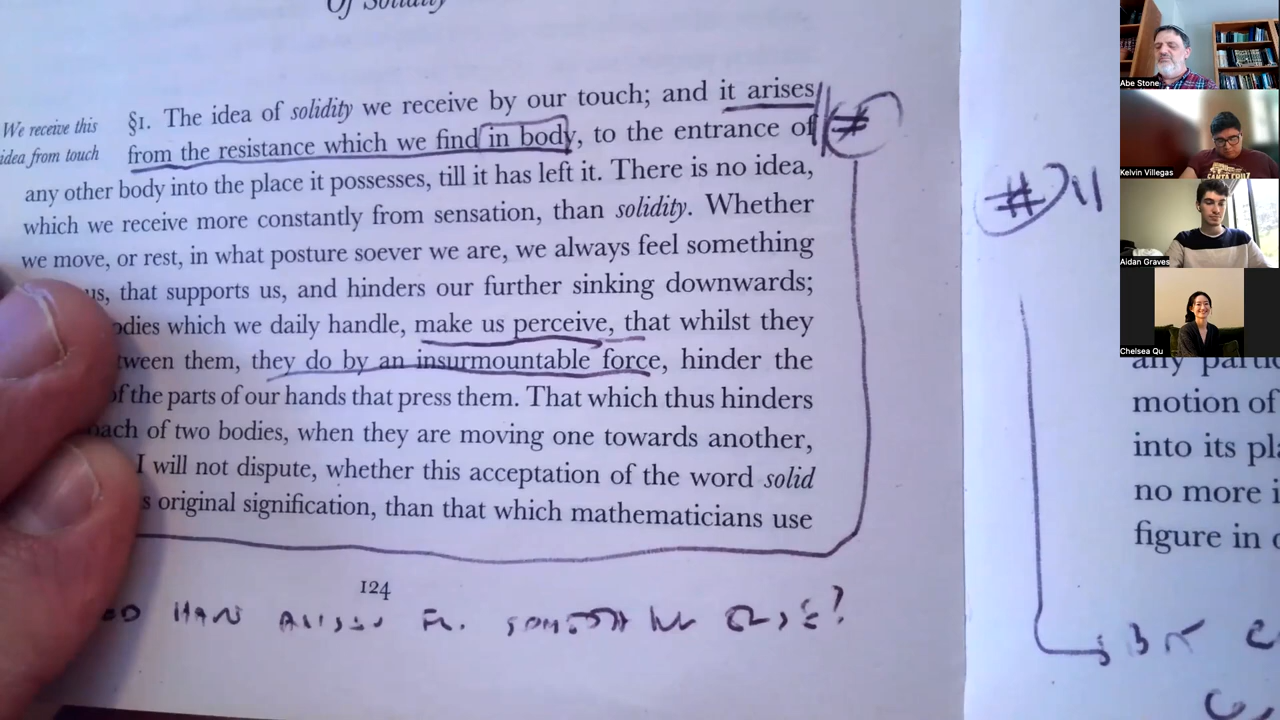 Of Solidity
We receive this
idea from touch
§1. The idea of solidity we receive by our touch; and it arises
from the resistance which we find in body, to the entrance of
any other body into the place it possesses, till it has left it. There is no idea,
which we receive more constantly from sensation, than solidity. Whether
we move, or rest, in what posture soever we are, we always feel something
us, that supports us, and hinders our further sinking downwards;
odies which we daily handle, make us perceive, that whilst they
tween them, they do by an insurmountable force, hinder the
of the parts of our hands that press them. That which thus hinders
oach of two bodies, when they are moving one towards another,
I will not dispute, whether this acceptation of the word solid
s original signification, than that which mathematicians use
124
#
# 11
any partic
motion of
into its pla
no more i
figure in
Abe Stone
Kelvin Villegas
SANTA CRUZ
Aidan Graves
Chelsea Qu